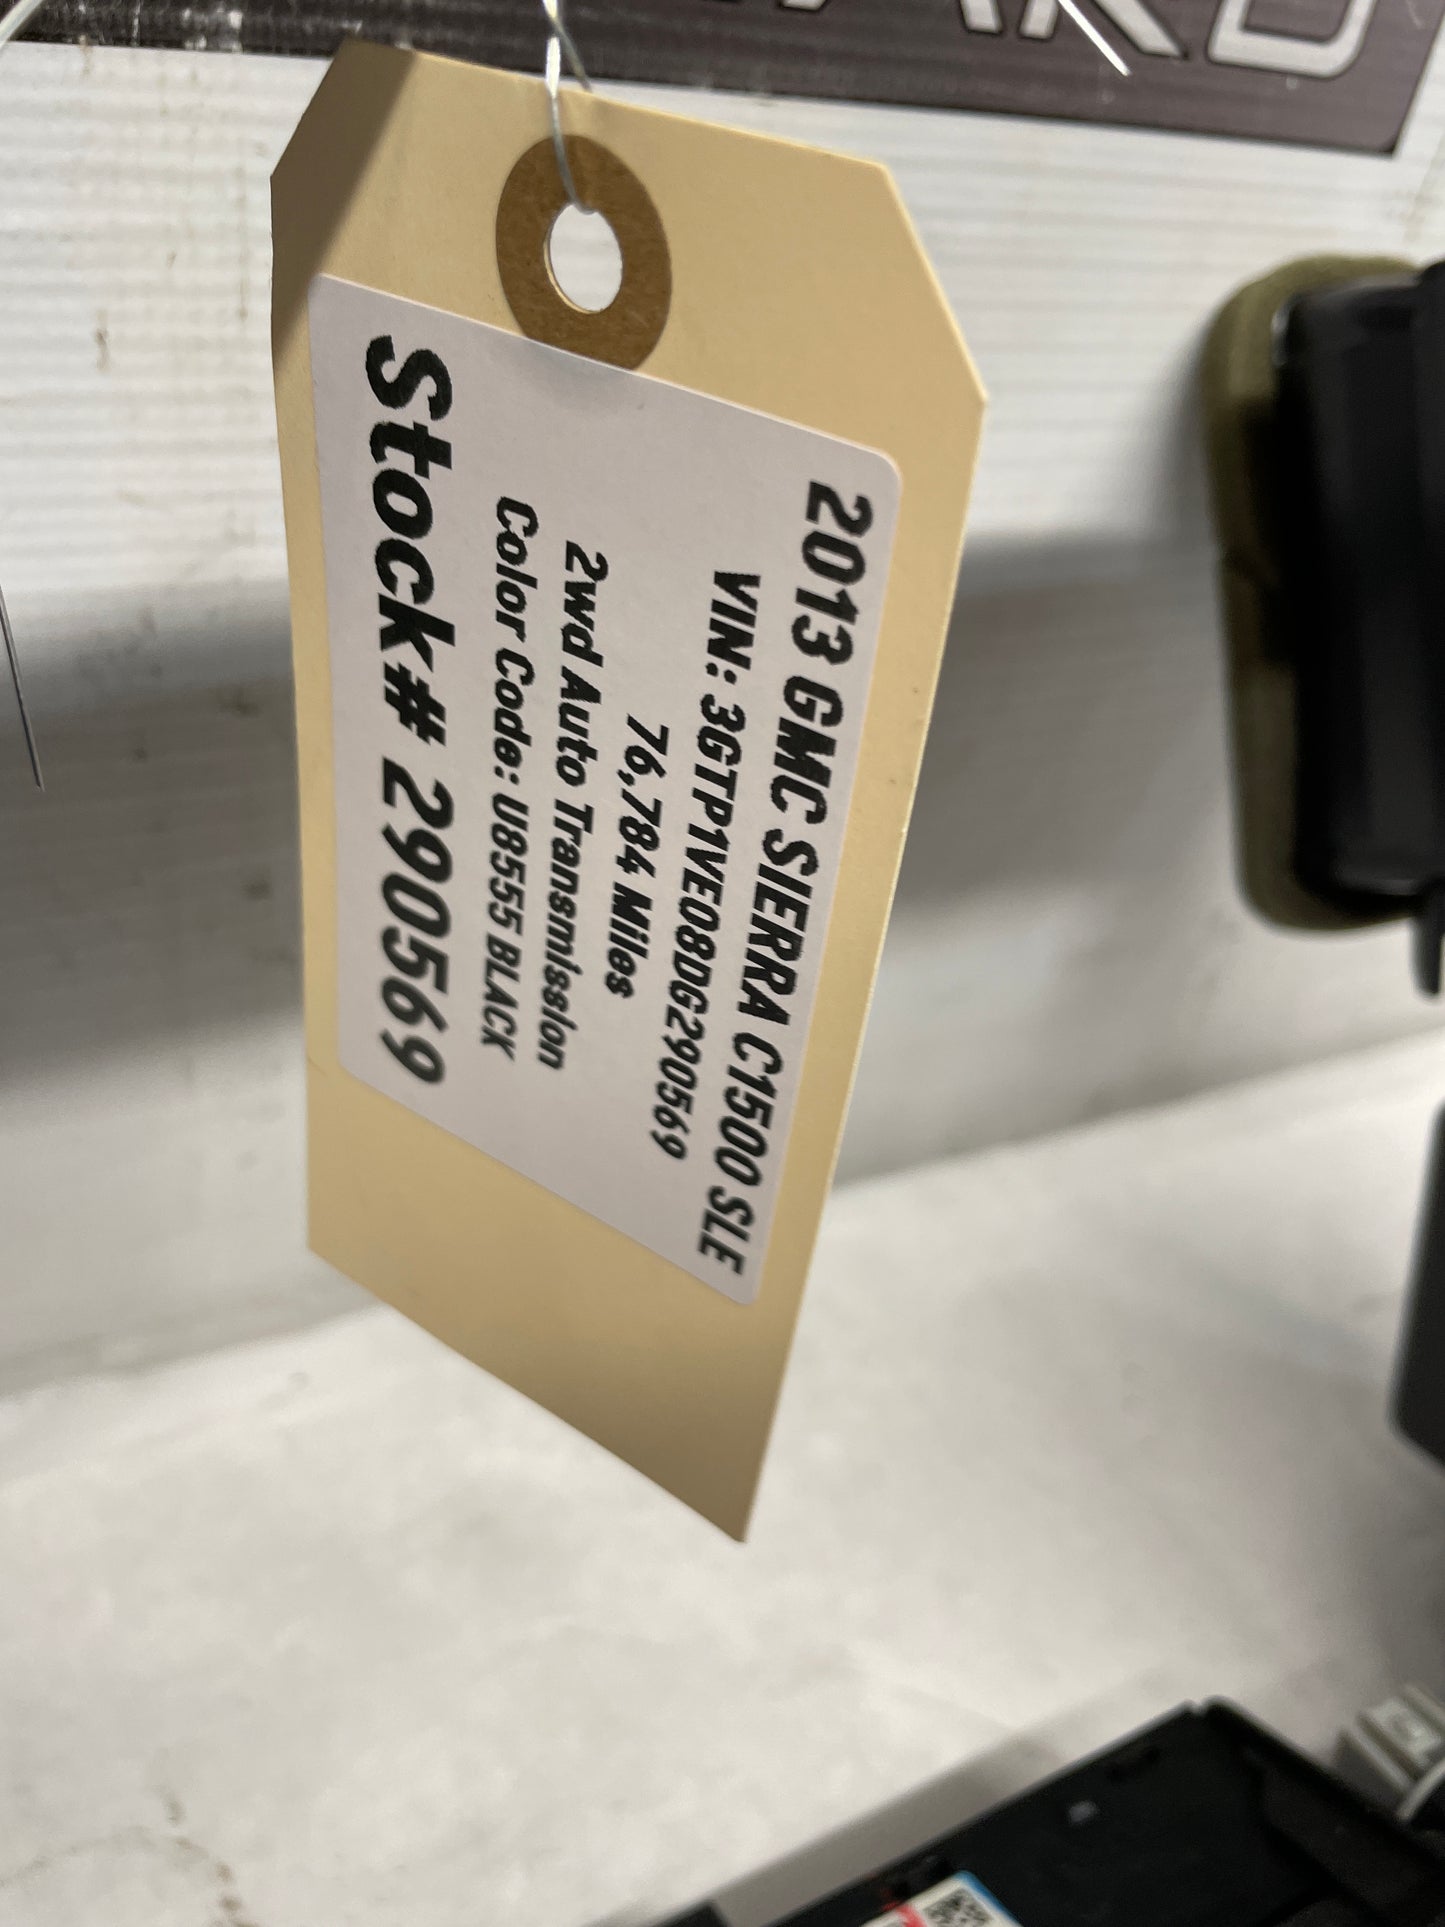 2013 GMC SIERRA C1500 SLE
VIN: 3GTP1VE08DG290569
76,784 Miles
2wd Auto Transmission
Color Code: U8555 BLACK
Stock# 290569